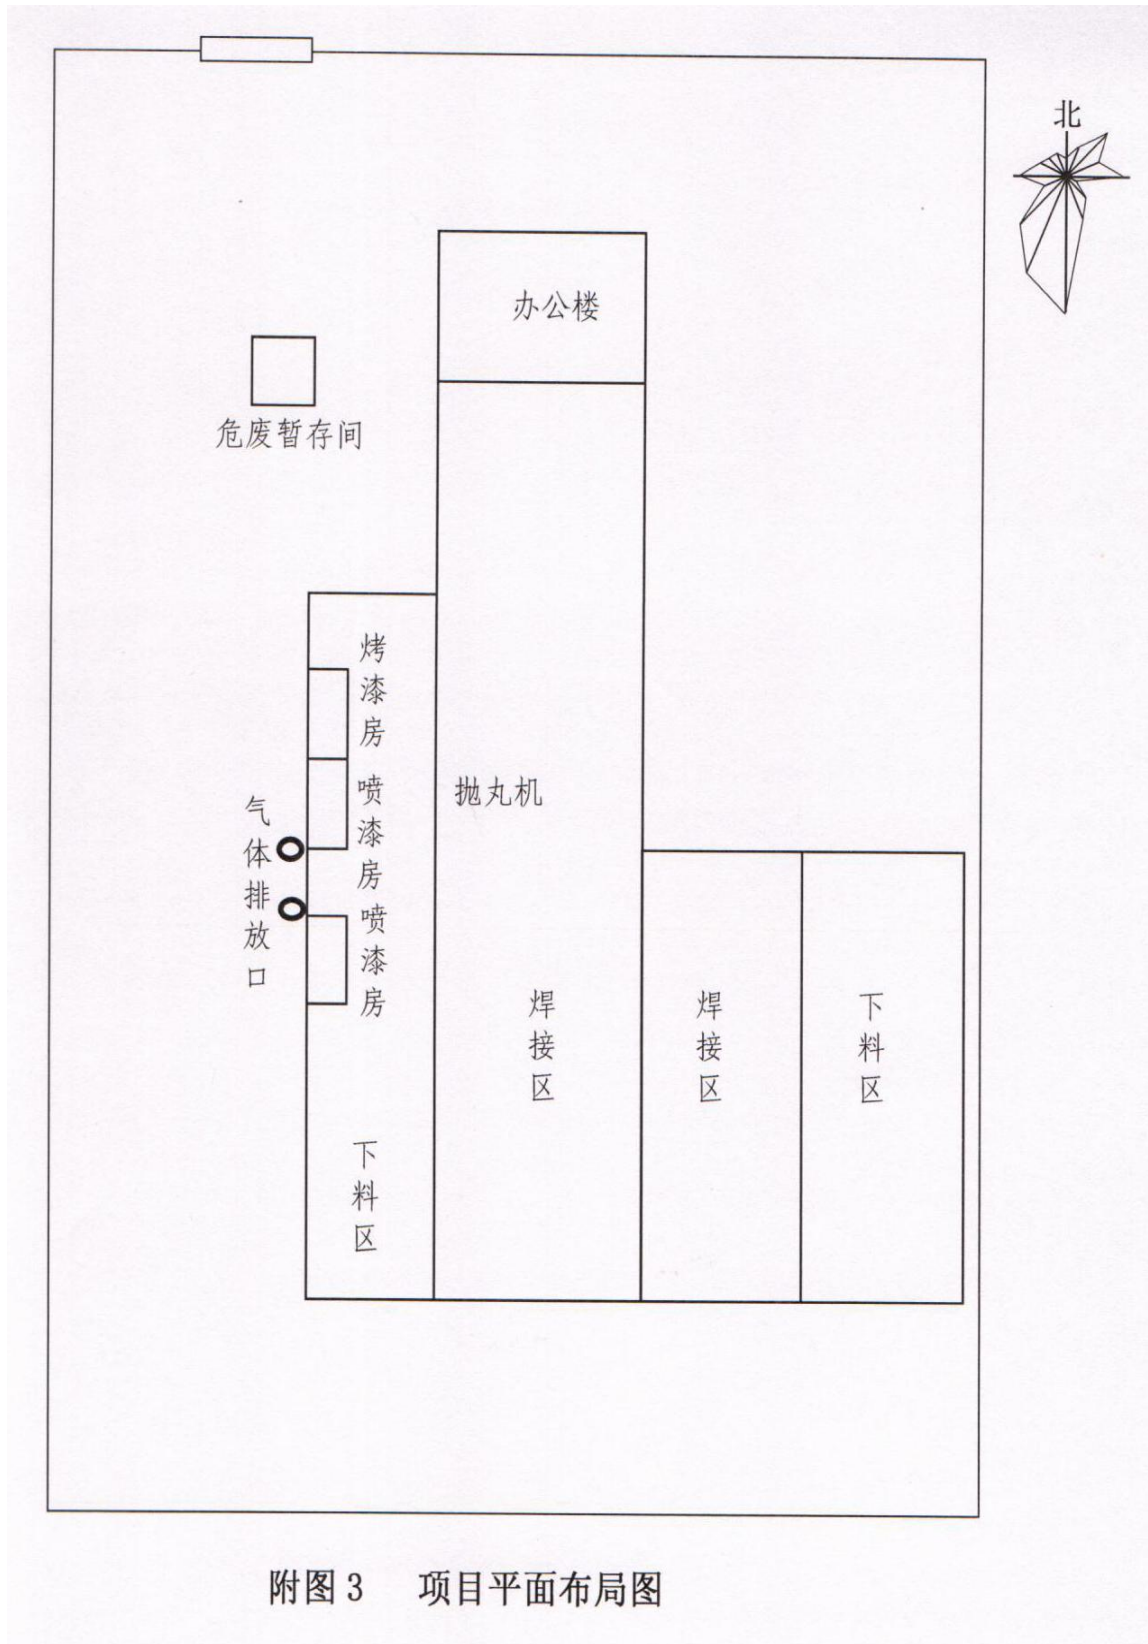 北
办公楼
危废暂存间
烤漆房
喷漆房
抛丸机
气体排放口
喷漆房
焊接区
焊接区
下料区
下料区
附图3 项目平面布局图